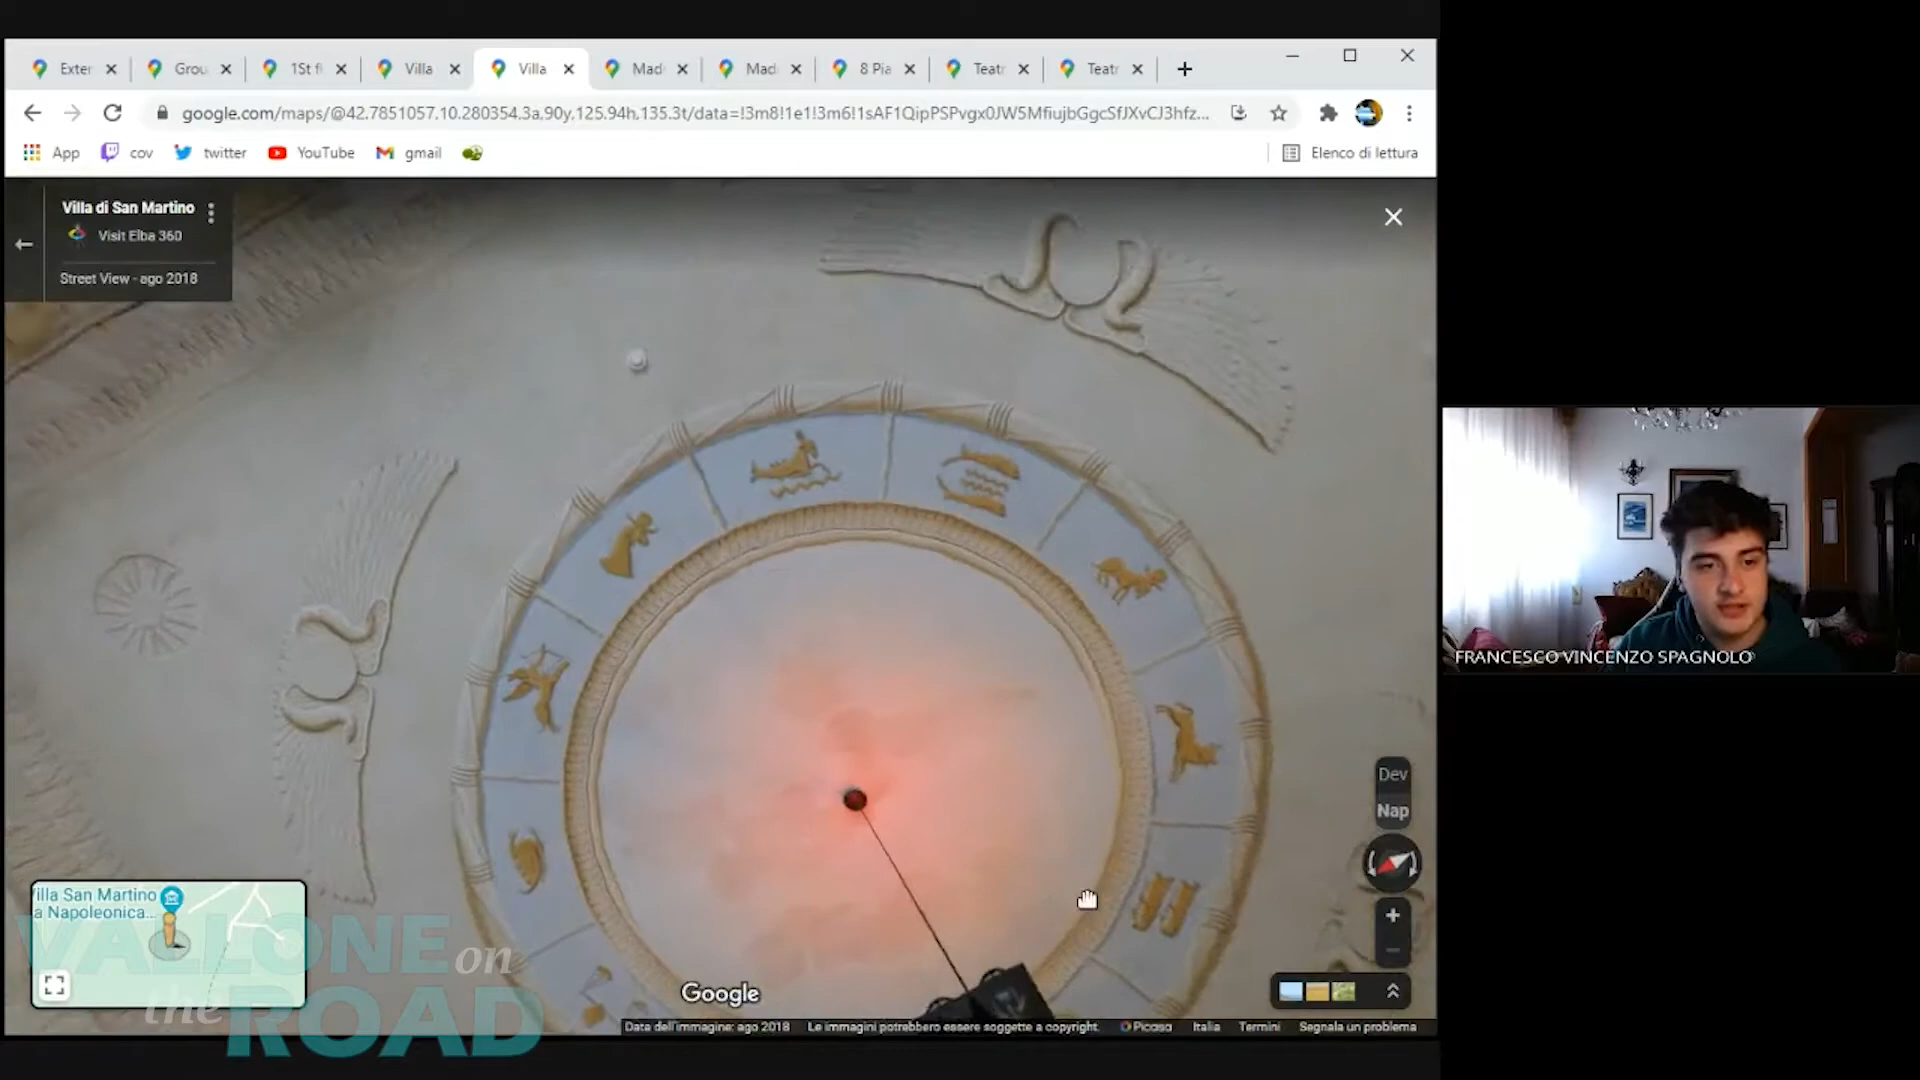 Exter
Grou
1St f
Villa
Villa
Mad
Mad
8 Pia
Teatr
Teatr
google.com/maps/@42.7851057,10.280354,3a,90y,125.94h,135.3t/data=!3m8!1e1!3m6!1sAF1QipPSPvgx0JW5MfiujbGgcSfJXvCJ3hfz...
App
cov
twitter
YouTube
gmail
Elenco di lettura
Villa di San Martino
Visit Elba 360
Street View - ago 2018
FRANCESCO VINCENZO SPAGNOLO
Dev
Nap
illa San Martino
a Napoleonica...
VALLONE on
the ROAD
Google
Data dell'immagine: ago 2018
Le immagini potrebbero essere soggette a copyright.
Picasa
Italia
Termini
Segnala un problema